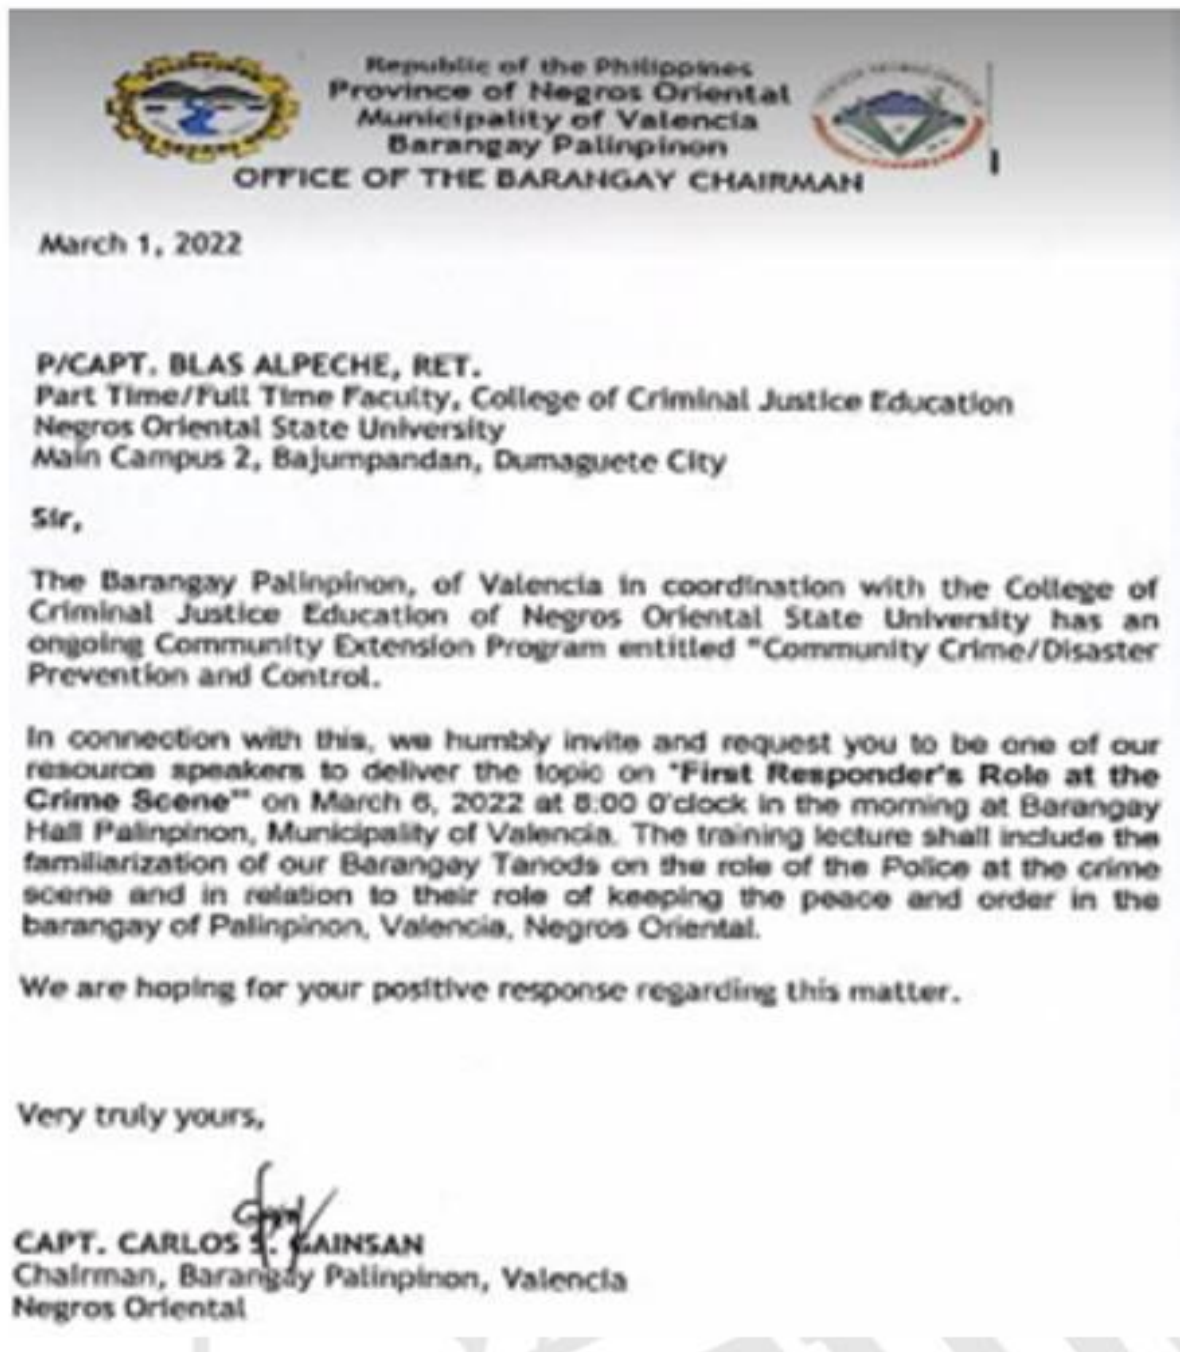 Republic of the Philippines
Province of Negros Oriental
Municipality of Valencia
Barangay Palinpinon
OFFICE OF THE BARANGAY CHAIRMAN
March 1, 2022
P/CAPT. BLAS ALPECHE, RET.
Part Time/Full Time Faculty, College of Criminal Justice Education
Negros Oriental State University
Main Campus 2, Bajumpandan, Dumaguete City
Sir,
The Barangay Palinpinon, of Valencia in coordination with the College of
Criminal Justice Education of Negros Oriental State University has an
ongoing Community Extension Program entitled "Community Crime/Disaster
Prevention and Control.
In connection with this, we humbly invite and request you to be one of our
resource speakers to deliver the topic on "First Responder's Role at the
Crime Scene"" on March 6, 2022 at 8:00 0'clock in the morning at Barangay
Hall Palinpinon, Municipality of Valencia. The training lecture shall include the
familiarization of our Barangay Tanods on the role of the Police at the crime
scene and in relation to their role of keeping the peace and order in the
barangay of Palinpinon, Valencia, Negros Oriental.
We are hoping for your positive response regarding this matter.
Very truly yours,
CAPT. CARLOS S. GAINSAN
Chairman, Barangay Palinpinon, Valencia
Negros Oriental